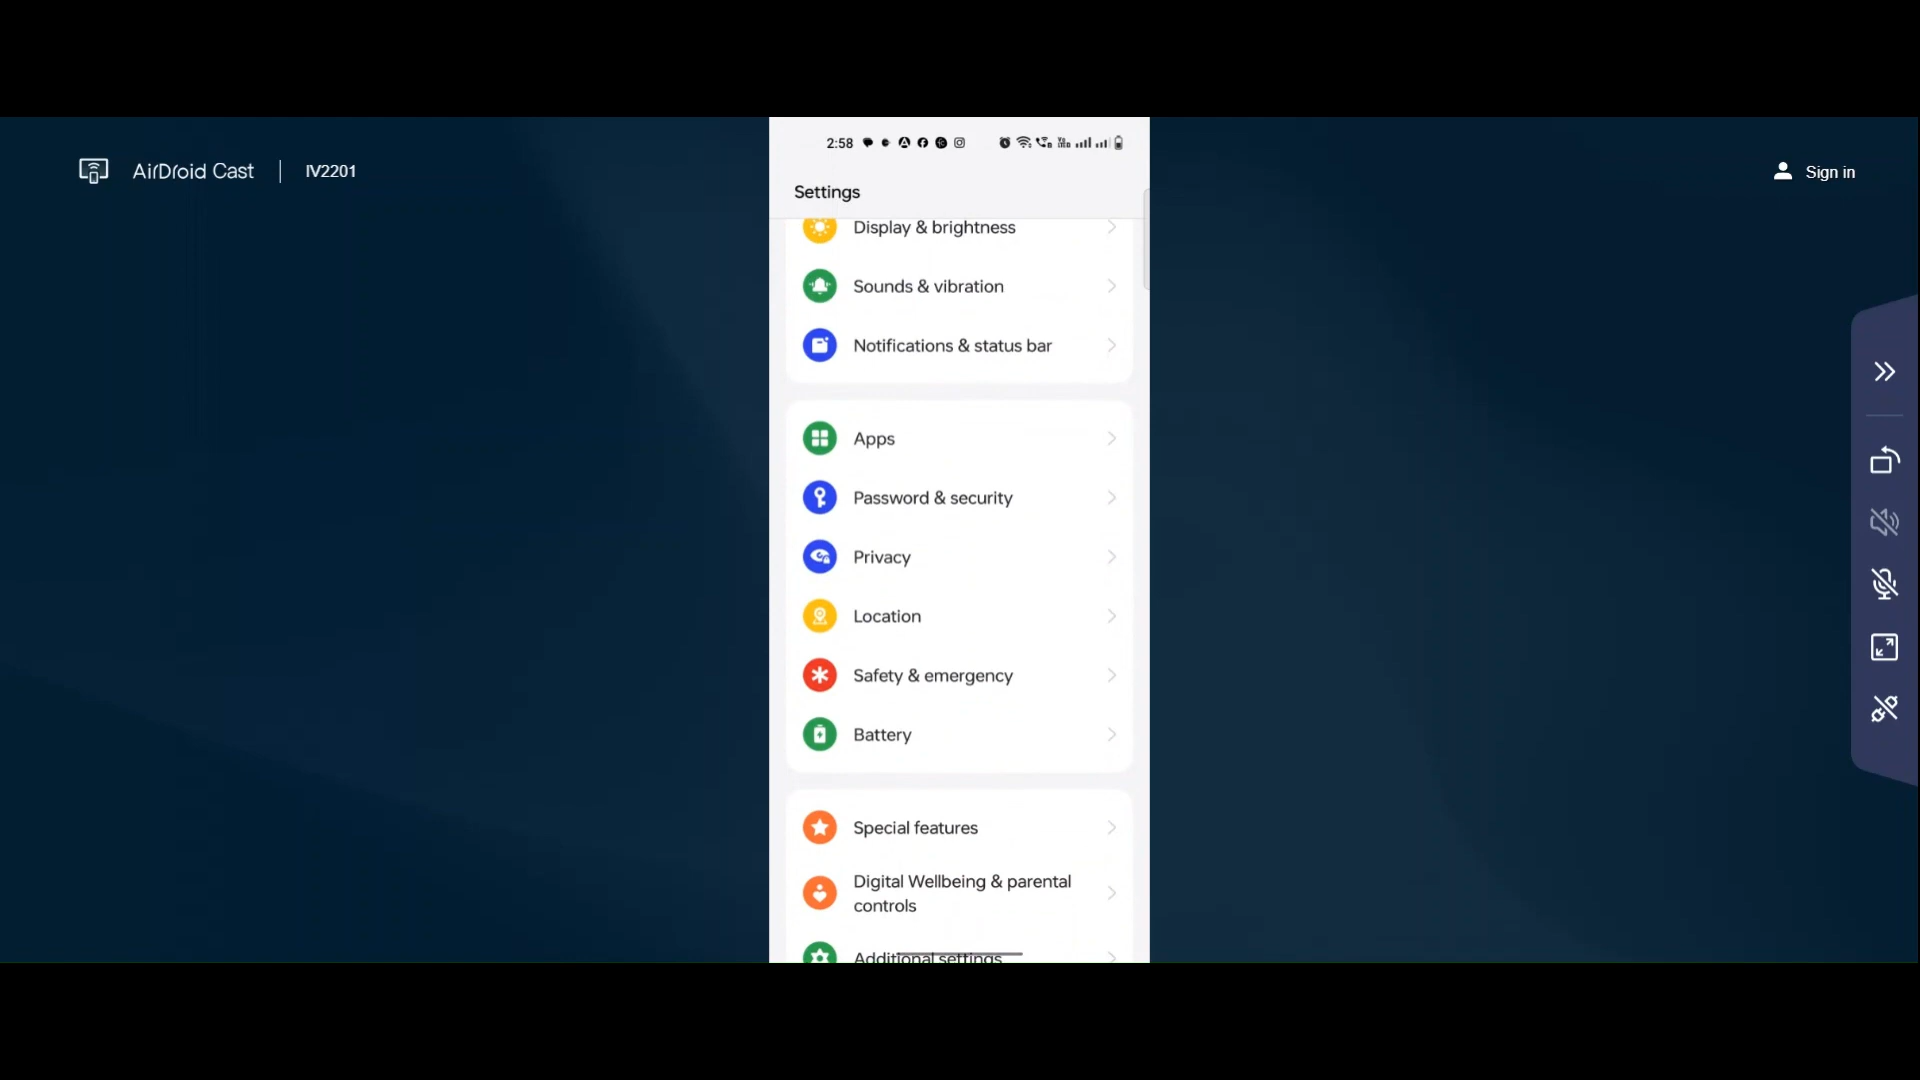 AirDroid Cast | IV2201
Sign in
2:58
Settings
Display & brightness
Sounds & vibration
Notifications & status bar
Apps
Password & security
Privacy
Location
Safety & emergency
Battery
Special features
Digital Wellbeing & parental
controls
Additional settings